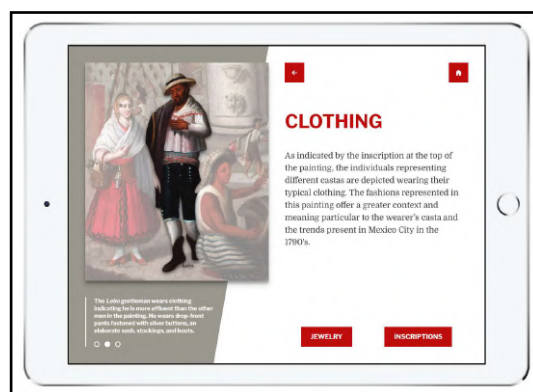 CLOTHING
As indicated by the inscription at the top of
the painting, the individuals representing
different castas are depicted wearing their
typical clothing. The fashions represented in
this painting offer a greater context and
meaning particular to the wearer's casta and
the trends present in Mexico City in the
1790's.
The Lobo gentleman wears clothing
indicating he is more affluent than the other
men in the painting. He wears drop-front
pants fastened with silver buttons, an
elaborate sash, stockings, and boots.
JEWELRY
INSCRIPTIONS